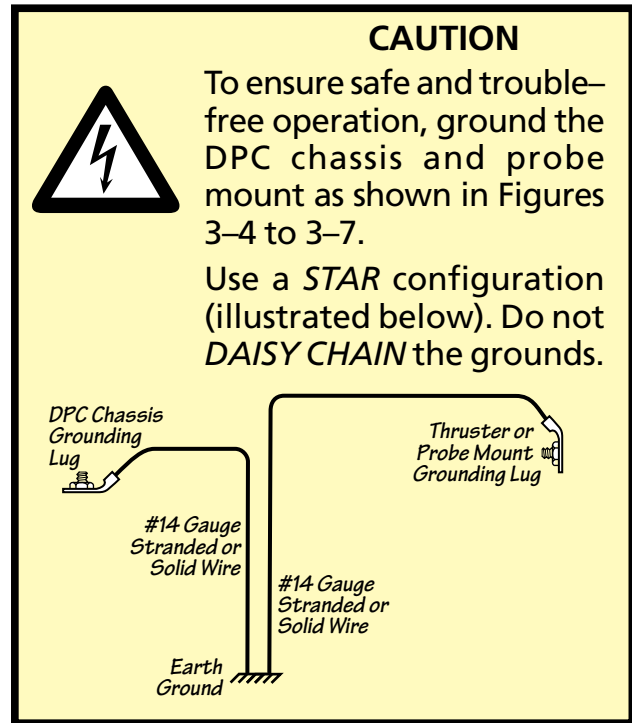 CAUTION
To ensure safe and trouble–
free operation, ground the
DPC chassis and probe
mount as shown in Figures
3–4 to 3–7.
Use a STAR configuration
(illustrated below). Do not
DAISY CHAIN the grounds.
DPC Chassis
Grounding
Lug
Thruster or
Probe Mount
Grounding Lug
#14 Gauge
Stranded or
Solid Wire
#14 Gauge
Stranded or
Solid Wire
Earth
Ground